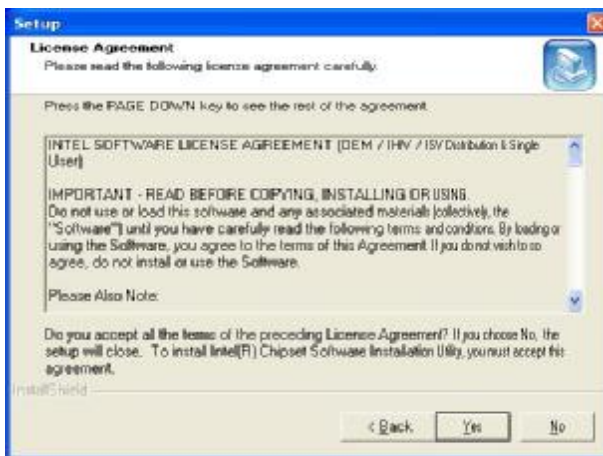 Setup
License Agreement
Please read the following license agreement carefully.
Press the PAGE DOWN key to see the rest of the agreement.
INTEL SOFTWARE LICENSE AGREEMENT (OEM / IHV / ISV Distribution & Single
User)
IMPORTANT - READ BEFORE COPYING, INSTALLING OR USING.
Do not use or load this software and any associated materials (collectively, the
"Software") until you have carefully read the following terms and conditions. By loading or
using the Software, you agree to the terms of this Agreement. If you do not wish to so
agree, do not install or use the Software.
Please Also Note:
Do you accept all the terms of the preceding License Agreement? If you choose No, the
setup will close. To install Intel(R) Chipset Software Installation Utility, you must accept this
agreement.
InstallShield
< Back
Yes
No